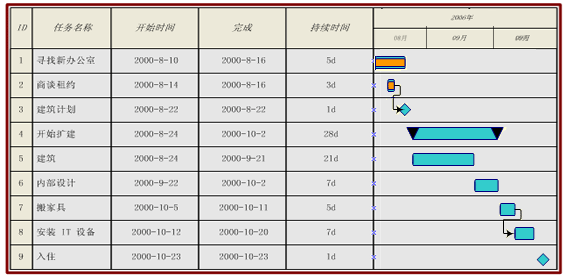 ID 任务名称 开始时间 完成 持续时间 2006年
08月 09月
1 寻找新办公室 2000-8-10 2000-8-16 5d
2 商谈租约 2000-8-14 2000-8-16 3d
3 建筑计划 2000-8-22 2000-8-22 1d
4 开始扩建 2000-8-24 2000-10-2 28d
5 建筑 2000-8-24 2000-9-21 21d
6 内部设计 2000-9-22 2000-10-2 7d
7 搬家具 2000-10-5 2000-10-11 5d
8 安装 IT 设备 2000-10-12 2000-10-20 7d
9 入住 2000-10-23 2000-10-23 1d